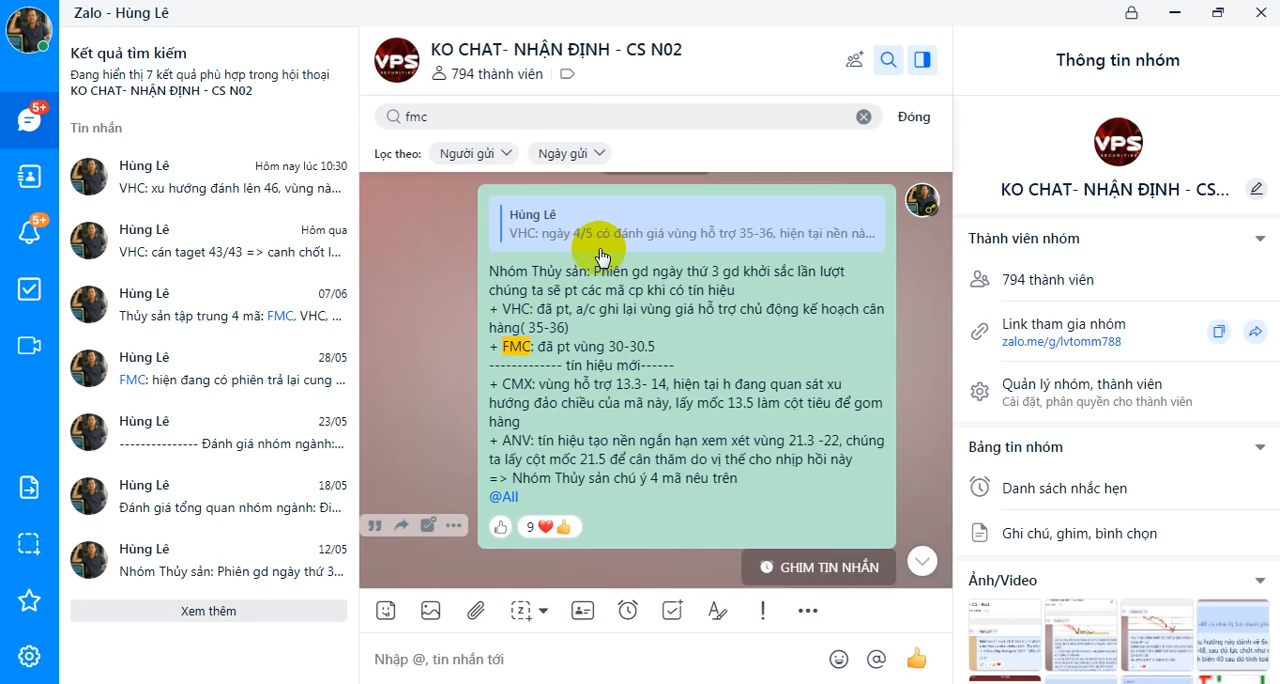 Zalo - Hùng Lê
5+
5+
Kết quả tìm kiếm
Đang hiển thị 7 kết quả phù hợp trong hội thoại
KO CHAT- NHẬN ĐỊNH - CS N02
Tin nhắn
Hùng Lê Hôm nay lúc 10:30
VHC: xu hướng đánh lên 46, vùng nà...
Hùng Lê Hôm qua
VHC: cán taget 43/43 => canh chốt l...
Hùng Lê 07/06
Thủy sản tập trung 4 mã: FMC, VHC, ...
Hùng Lê 28/05
FMC: hiện đang có phiên trả lại cung ...
Hùng Lê 23/05
--------------- Đánh giá nhóm ngành:...
Hùng Lê 18/05
Đánh giá tổng quan nhóm ngành: Đi...
Hùng Lê 12/05
Nhóm Thủy sản: Phiên gd ngày thứ 3...
Xem thêm
VPS
SECURITIES
KO CHAT- NHẬN ĐỊNH - CS N02
794 thành viên
fmc
Đóng
Lọc theo: Người gửi Ngày gửi
Hùng Lê
VHC: ngày 4/5 có đánh giá vùng hỗ trợ 35-36, hiện tại nền nà...
Nhóm Thủy sản: Phiên gd ngày thứ 3 gd khởi sắc lần lượt
chúng ta sẽ pt các mã cp khi có tín hiệu
+ VHC: đã pt, a/c ghi lại vùng giá hỗ trợ chủ động kế hoạch cân
hàng( 35-36)
+ FMC: đã pt vùng 30-30.5
------------- tín hiệu mới------
+ CMX: vùng hỗ trợ 13.3- 14, hiện tại h đang quan sát xu
hướng đảo chiều của mã này, lấy mốc 13.5 làm cột tiêu để gom
hàng
+ ANV: tín hiệu tạo nền ngắn hạn xem xét vùng 21.3 -22, chúng
ta lấy cột mốc 21.5 để cân thăm do vị thế cho nhịp hồi này
=> Nhóm Thủy sản chú ý 4 mã nêu trên
@All
9
GHIM TIN NHẮN
Nhập @, tin nhắn tới
Thông tin nhóm
VPS
SECURITIES
KO CHAT- NHẬN ĐỊNH - CS...
Thành viên nhóm
794 thành viên
Link tham gia nhóm
zalo.me/g/lvtomm788
Quản lý nhóm, thành viên
Cài đặt, phân quyền cho thành viên
Bảng tin nhóm
Danh sách nhắc hẹn
Ghi chú, ghim, bình chọn
Ảnh/Video